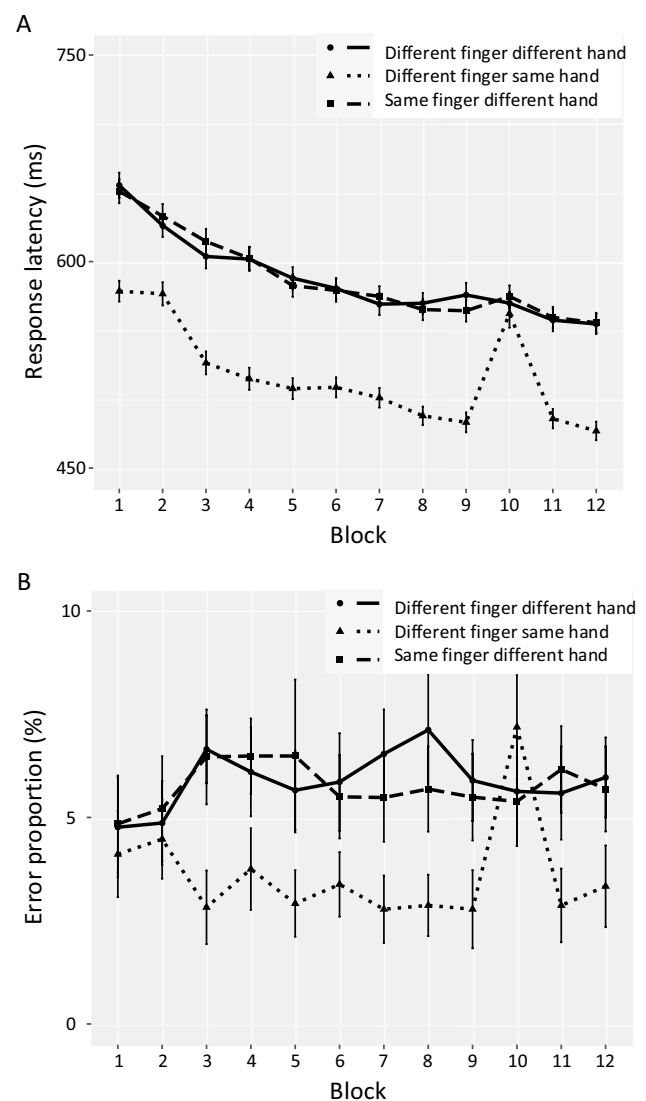 A
750
600
450
Response latency (ms)
Different finger different hand
Different finger same hand
Same finger different hand
1 2 3 4 5 6 7 8 9 10 11 12
Block
B
10
5
0
Error proportion (%)
Different finger different hand
Different finger same hand
Same finger different hand
1 2 3 4 5 6 7 8 9 10 11 12
Block